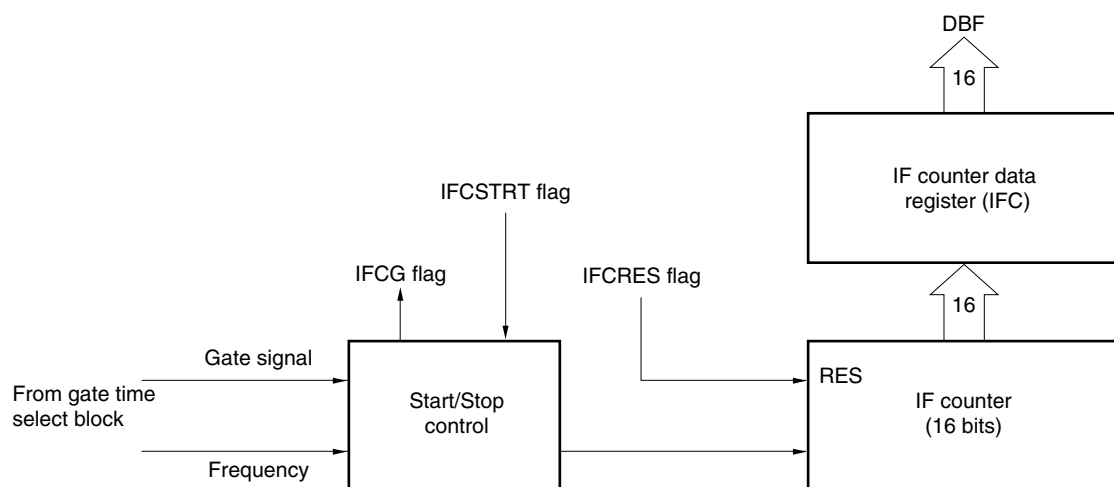 DBF
16
IF counter data
register (IFC)
IFCSTRT flag
IFCG flag
IFCRES flag
16
Gate signal
From gate time
select block
Start/Stop
control
RES
IF counter
(16 bits)
Frequency